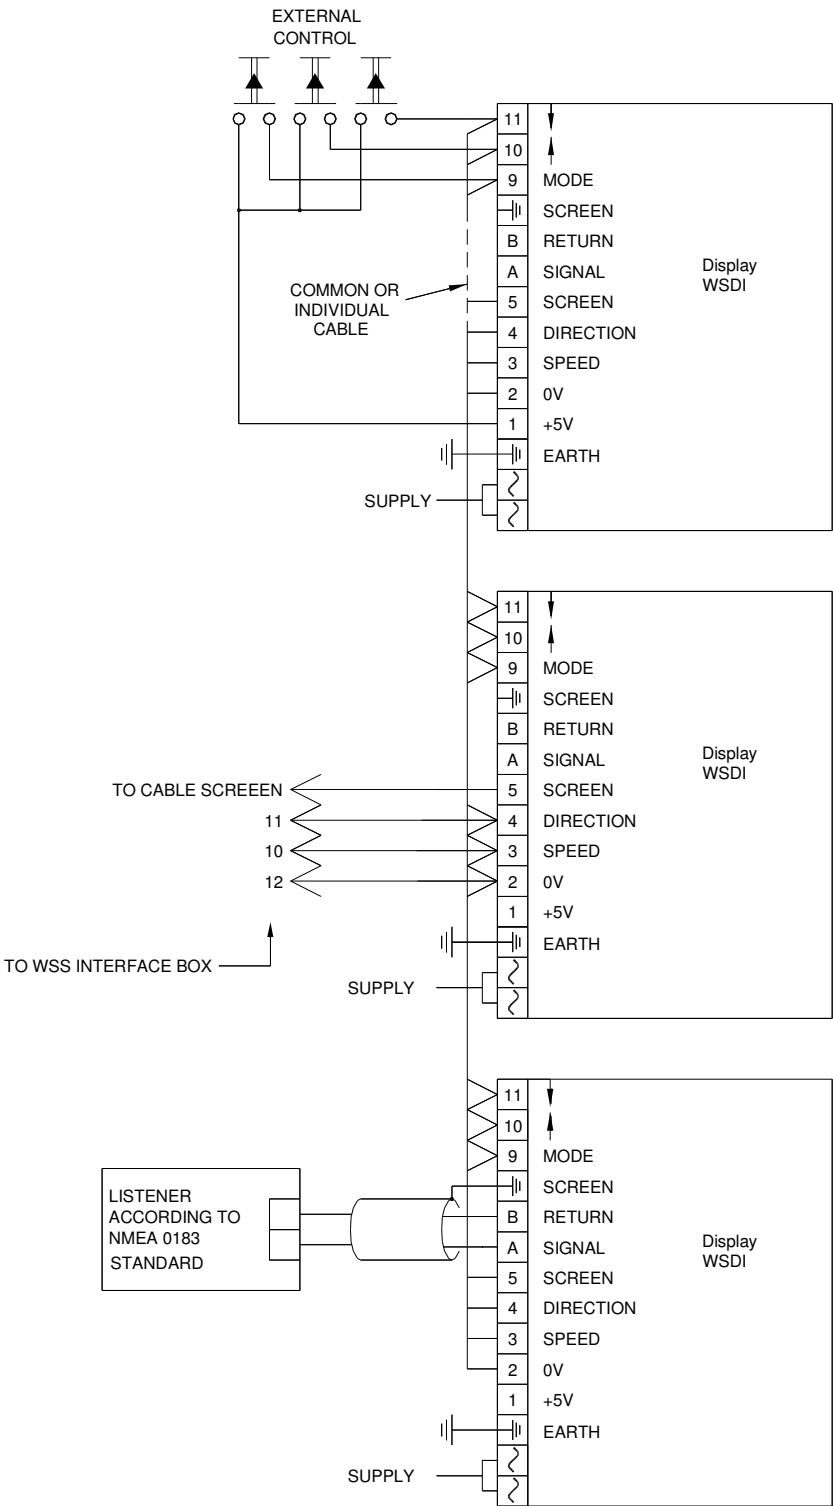 EXTERNAL
CONTROL
11
10
9 MODE
SCREEN
B RETURN
A SIGNAL
5 SCREEN
4 DIRECTION
3 SPEED
2 0V
1 +5V
EARTH
Display
WSDI
COMMON OR
INDIVIDUAL
CABLE
SUPPLY
11
10
9 MODE
SCREEN
B RETURN
A SIGNAL
5 SCREEN
4 DIRECTION
3 SPEED
2 0V
1 +5V
EARTH
Display
WSDI
TO CABLE SCREEEN
11
10
12
TO WSS INTERFACE BOX
SUPPLY
11
10
9 MODE
SCREEN
B RETURN
A SIGNAL
5 SCREEN
4 DIRECTION
3 SPEED
2 0V
1 +5V
EARTH
Display
WSDI
LISTENER
ACCORDING TO
NMEA 0183
STANDARD
SUPPLY